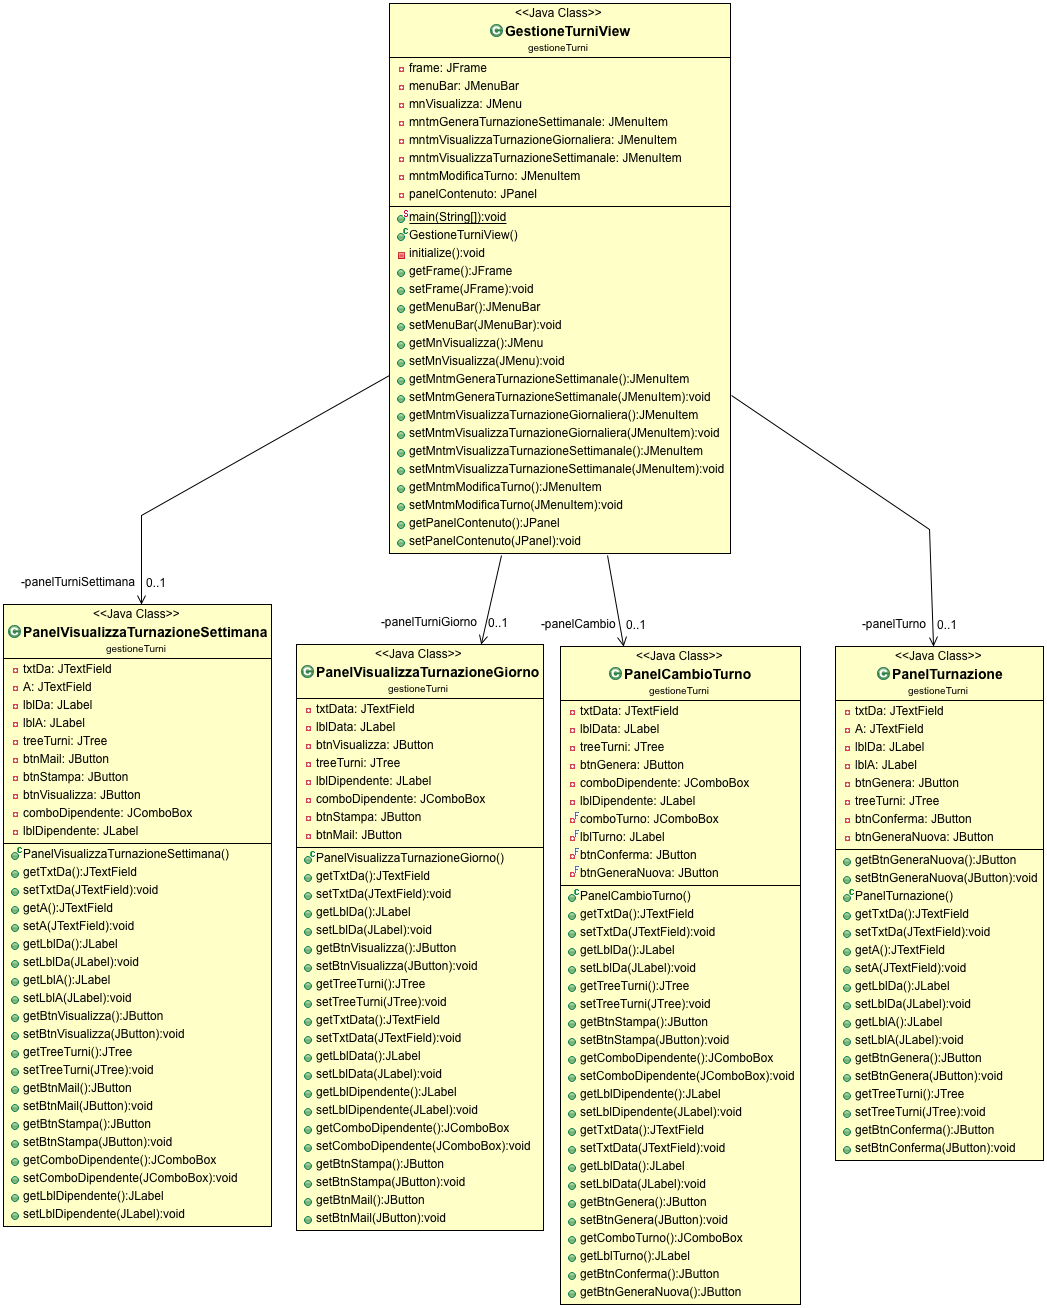 <<Java Class>>
GestioneTurniView
gestioneTurni
frame: JFrame
menuBar: JMenuBar
mnVisualizza: JMenu
mntmGeneraTurnazioneSettimanale: JMenuItem
mntmVisualizzaTurnazioneGiornaliera: JMenuItem
mntmVisualizzaTurnazioneSettimanale: JMenuItem
mntmModificaTurno: JMenuItem
panelContenuto: JPanel
main(String[]):void
GestioneTurniView()
initialize():void
getFrame():JFrame
setFrame(JFrame):void
getMenuBar():JMenuBar
setMenuBar(JMenuBar):void
getMnVisualizza():JMenu
setMnVisualizza(JMenu):void
getMntmGeneraTurnazioneSettimanale():JMenuItem
setMntmGeneraTurnazioneSettimanale(JMenuItem):void
getMntmVisualizzaTurnazioneGiornaliera():JMenuItem
setMntmVisualizzaTurnazioneGiornaliera(JMenuItem):void
getMntmVisualizzaTurnazioneSettimanale():JMenuItem
setMntmVisualizzaTurnazioneSettimanale(JMenuItem):void
getMntmModificaTurno():JMenuItem
setMntmModificaTurno(JMenuItem):void
getPanelContenuto():JPanel
setPanelContenuto(JPanel):void
-panelTurniSettimana 0..1
-panelTurniGiorno 0..1
-panelCambio 0..1
-panelTurno 0..1
<<Java Class>>
PanelVisualizzaTurnazioneSettimana
gestioneTurni
txtDa: JTextField
A: JTextField
lblDa: JLabel
lblA: JLabel
treeTurni: JTree
btnMail: JButton
btnStampa: JButton
btnVisualizza: JButton
comboDipendente: JComboBox
lblDipendente: JLabel
PanelVisualizzaTurnazioneSettimana()
getTxtDa():JTextField
setTxtDa(JTextField):void
getA():JTextField
setA(JTextField):void
getLblDa():JLabel
setLblDa(JLabel):void
getLblA():JLabel
setLblA(JLabel):void
getBtnVisualizza():JButton
setBtnVisualizza(JButton):void
getTreeTurni():JTree
setTreeTurni(JTree):void
getBtnMail():JButton
setBtnMail(JButton):void
getBtnStampa():JButton
setBtnStampa(JButton):void
getComboDipendente():JComboBox
setComboDipendente(JComboBox):void
getLblDipendente():JLabel
setLblDipendente(JLabel):void
<<Java Class>>
PanelVisualizzaTurnazioneGiorno
gestioneTurni
txtData: JTextField
lblData: JLabel
btnVisualizza: JButton
treeTurni: JTree
lblDipendente: JLabel
comboDipendente: JComboBox
btnStampa: JButton
btnMail: JButton
PanelVisualizzaTurnazioneGiorno()
getTxtDa():JTextField
setTxtDa(JTextField):void
getLblDa():JLabel
setLblDa(JLabel):void
getBtnVisualizza():JButton
setBtnVisualizza(JButton):void
getTreeTurni():JTree
setTreeTurni(JTree):void
getTxtData():JTextField
setTxtData(JTextField):void
getLblData():JLabel
setLblData(JLabel):void
getLblDipendente():JLabel
setLblDipendente(JLabel):void
getComboDipendente():JComboBox
setComboDipendente(JComboBox):void
getBtnStampa():JButton
setBtnStampa(JButton):void
getBtnMail():JButton
setBtnMail(JButton):void
<<Java Class>>
PanelCambioTurno
gestioneTurni
txtData: JTextField
lblData: JLabel
treeTurni: JTree
btnGenera: JButton
comboDipendente: JComboBox
lblDipendente: JLabel
comboTurno: JComboBox
lblTurno: JLabel
btnConferma: JButton
btnGeneraNuova: JButton
PanelCambioTurno()
getTxtDa():JTextField
setTxtDa(JTextField):void
getLblDa():JLabel
setLblDa(JLabel):void
getTreeTurni():JTree
setTreeTurni(JTree):void
getBtnStampa():JButton
setBtnStampa(JButton):void
getComboDipendente():JComboBox
setComboDipendente(JComboBox):void
getLblDipendente():JLabel
setLblDipendente(JLabel):void
getTxtData():JTextField
setTxtData(JTextField):void
getLblData():JLabel
setLblData(JLabel):void
getBtnGenera():JButton
setBtnGenera(JButton):void
getComboTurno():JComboBox
getLblTurno():JLabel
getBtnConferma():JButton
getBtnGeneraNuova():JButton
<<Java Class>>
PanelTurnazione
gestioneTurni
txtDa: JTextField
A: JTextField
lblDa: JLabel
lblA: JLabel
btnGenera: JButton
treeTurni: JTree
btnConferma: JButton
btnGeneraNuova: JButton
getBtnGeneraNuova():JButton
setBtnGeneraNuova(JButton):void
PanelTurnazione()
getTxtDa():JTextField
setTxtDa(JTextField):void
getA():JTextField
setA(JTextField):void
getLblDa():JLabel
setLblDa(JLabel):void
getLblA():JLabel
setLblA(JLabel):void
getBtnGenera():JButton
setBtnGenera(JButton):void
getTreeTurni():JTree
setTreeTurni(JTree):void
getBtnConferma():JButton
setBtnConferma(JButton):void